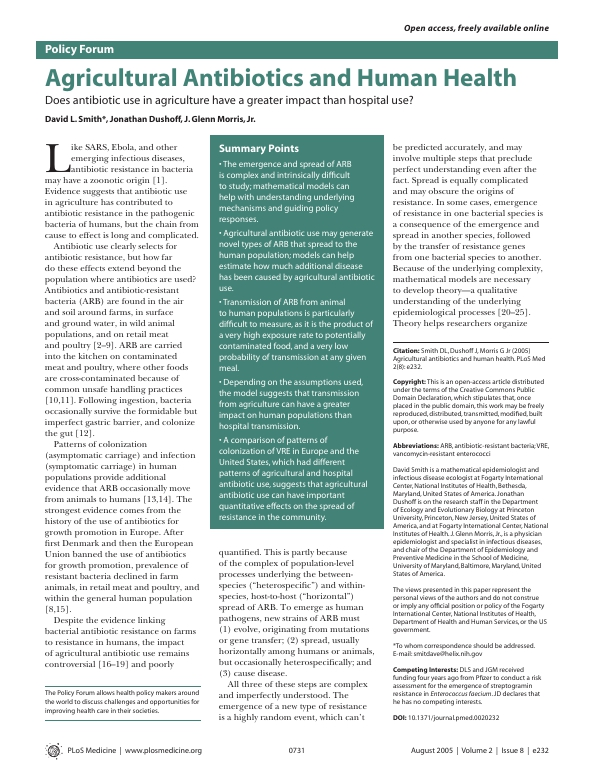 Open access, freely available online
Policy Forum
Agricultural Antibiotics and Human Health
Does antibiotic use in agriculture have a greater impact than hospital use?
David L. Smith*, Jonathan Dushoff, J. Glenn Morris, Jr.
Like SARS, Ebola, and other
emerging infectious diseases,
antibiotic resistance in bacteria
may have a zoonotic origin [1].
Evidence suggests that antibiotic use
in agriculture has contributed to
antibiotic resistance in the pathogenic
bacteria of humans, but the chain from
cause to effect is long and complicated.
Antibiotic use clearly selects for
antibiotic resistance, but how far
do these effects extend beyond the
population where antibiotics are used?
Antibiotics and antibiotic-resistant
bacteria (ARB) are found in the air
and soil around farms, in surface
and ground water, in wild animal
populations, and on retail meat
and poultry [2–9]. ARB are carried
into the kitchen on contaminated
meat and poultry, where other foods
are cross-contaminated because of
common unsafe handling practices
[10,11]. Following ingestion, bacteria
occasionally survive the formidable but
imperfect gastric barrier, and colonize
the gut [12].
Patterns of colonization
(asymptomatic carriage) and infection
(symptomatic carriage) in human
populations provide additional
evidence that ARB occasionally move
from animals to humans [13,14]. The
strongest evidence comes from the
history of the use of antibiotics for
growth promotion in Europe. After
first Denmark and then the European
Union banned the use of antibiotics
for growth promotion, prevalence of
resistant bacteria declined in farm
animals, in retail meat and poultry, and
within the general human population
[8,15].
Despite the evidence linking
bacterial antibiotic resistance on farms
to resistance in humans, the impact
of agricultural antibiotic use remains
controversial [16–19] and poorly
The Policy Forum allows health policy makers around
the world to discuss challenges and opportunities for
improving health care in their societies.
Summary Points
• The emergence and spread of ARB
is complex and intrinsically difficult
to study; mathematical models can
help with understanding underlying
mechanisms and guiding policy
responses.
• Agricultural antibiotic use may generate
novel types of ARB that spread to the
human population; models can help
estimate how much additional disease
has been caused by agricultural antibiotic
use.
• Transmission of ARB from animal
to human populations is particularly
difficult to measure, as it is the product of
a very high exposure rate to potentially
contaminated food, and a very low
probability of transmission at any given
meal.
• Depending on the assumptions used,
the model suggests that transmission
from agriculture can have a greater
impact on human populations than
hospital transmission.
• A comparison of patterns of
colonization of VRE in Europe and the
United States, which had different
patterns of agricultural and hospital
antibiotic use, suggests that agricultural
antibiotic use can have important
quantitative effects on the spread of
resistance in the community.
quantified. This is partly because
of the complex of population-level
processes underlying the between-
species (“heterospecific”) and within-
species, host-to-host (“horizontal”)
spread of ARB. To emerge as human
pathogens, new strains of ARB must
(1) evolve, originating from mutations
or gene transfer; (2) spread, usually
horizontally among humans or animals,
but occasionally heterospecifically; and
(3) cause disease.
All three of these steps are complex
and imperfectly understood. The
emergence of a new type of resistance
is a highly random event, which can’t
be predicted accurately, and may
involve multiple steps that preclude
perfect understanding even after the
fact. Spread is equally complicated
and may obscure the origins of
resistance. In some cases, emergence
of resistance in one bacterial species is
a consequence of the emergence and
spread in another species, followed
by the transfer of resistance genes
from one bacterial species to another.
Because of the underlying complexity,
mathematical models are necessary
to develop theory—a qualitative
understanding of the underlying
epidemiological processes [20–25].
Theory helps researchers organize
Citation: Smith DL, Dushoff J, Morris G Jr (2005)
Agricultural antibiotics and human health. PLoS Med
2(8): e232.
Copyright: This is an open-access article distributed
under the terms of the Creative Commons Public
Domain Declaration, which stipulates that, once
placed in the public domain, this work may be freely
reproduced, distributed, transmitted, modified, built
upon, or otherwise used by anyone for any lawful
purpose.
Abbreviations: ARB, antibiotic-resistant bacteria; VRE,
vancomycin-resistant enterococci
David Smith is a mathematical epidemiologist and
infectious disease ecologist at Fogarty International
Center, National Institutes of Health, Bethesda,
Maryland, United States of America. Jonathan
Dushoff is on the research staff in the Department
of Ecology and Evolutionary Biology at Princeton
University, Princeton, New Jersey, United States of
America, and at Fogarty International Center, National
Institutes of Health. J. Glenn Morris, Jr., is a physician
epidemiologist and specialist in infectious diseases,
and chair of the Department of Epidemiology and
Preventive Medicine in the School of Medicine,
University of Maryland, Baltimore, Maryland, United
States of America.
The views presented in this paper represent the
personal views of the authors and do not construe
or imply any official position or policy of the Fogarty
International Center, National Institutes of Health,
Department of Health and Human Services, or the US
government.
*To whom correspondence should be addressed.
E-mail: smitdave@helix.nih.gov
Competing Interests: DLS and JGM received
funding four years ago from Pfizer to conduct a risk
assessment for the emergence of streptogramin
resistance in Enterococcus faecium. JD declares that
he has no competing interests.
DOI: 10.1371/journal.pmed.0020232
PLoS Medicine | www.plosmedicine.org
0731
August 2005 | Volume 2 | Issue 8 | e232